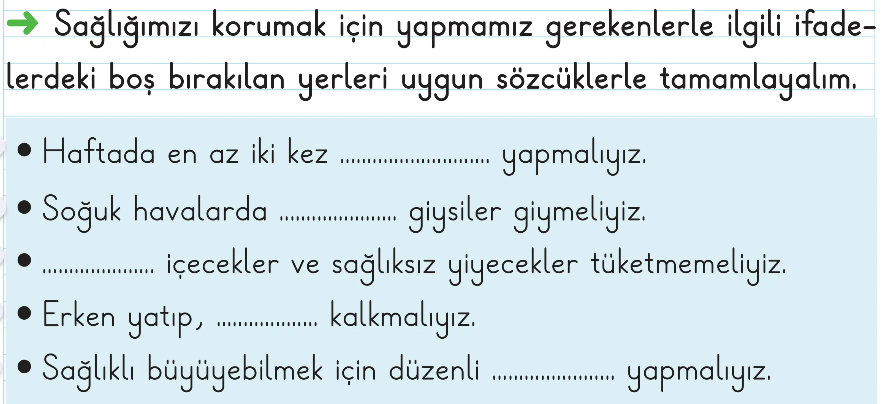 → Sağlığımızı korumak için yapmamız gerekenlerle ilgili ifade-
lerdeki boş bırakılan yerleri uygun sözcüklerle tamamlayalım.
• Haftada en az iki kez ............................ yapmalıyız.
• Soğuk havalarda ...................... giysiler giymeliyiz.
• ..................... içecekler ve sağlıksız yiyecekler tüketmemeliyiz.
• Erken yatıp, ................... kalkmalıyız.
• Sağlıklı büyüyebilmek için düzenli ....................... yapmalıyız.